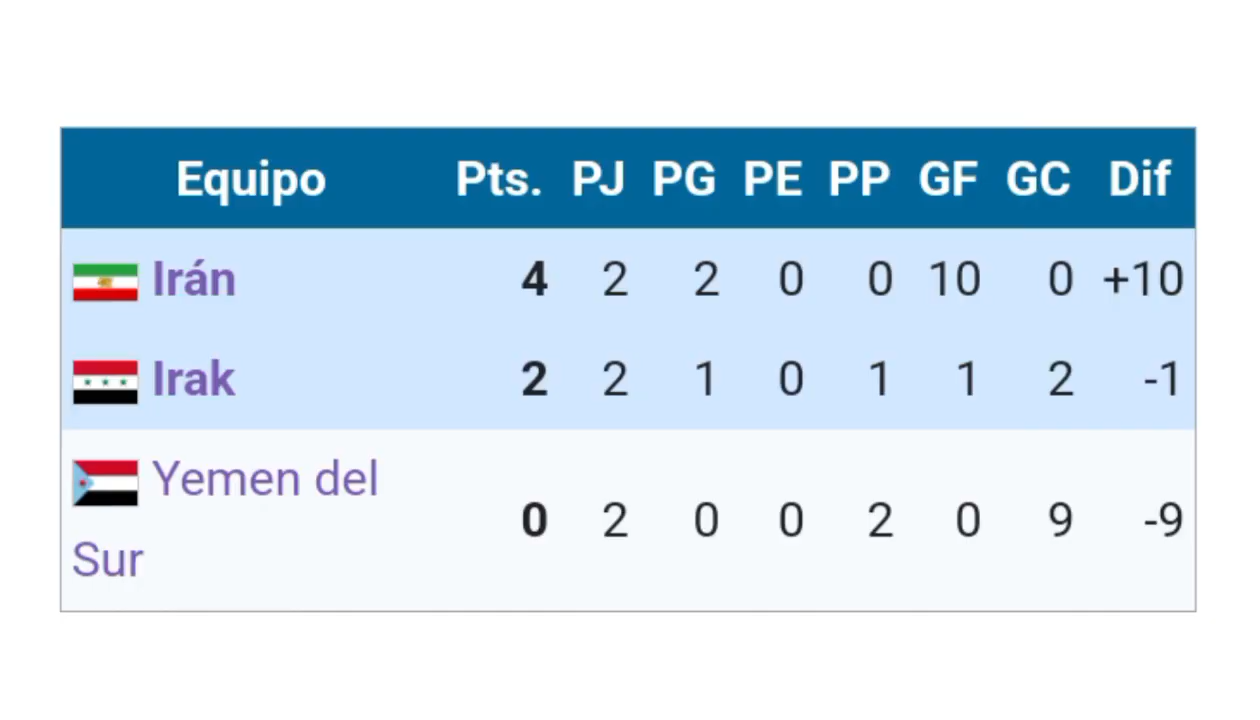 Equipo Pts. PJ PG PE PP GF GC Dif
Irán 4 2 2 0 0 10 0 +10
Irak 2 2 1 0 1 1 2 -1
Yemen del
Sur 0 2 0 0 2 0 9 -9